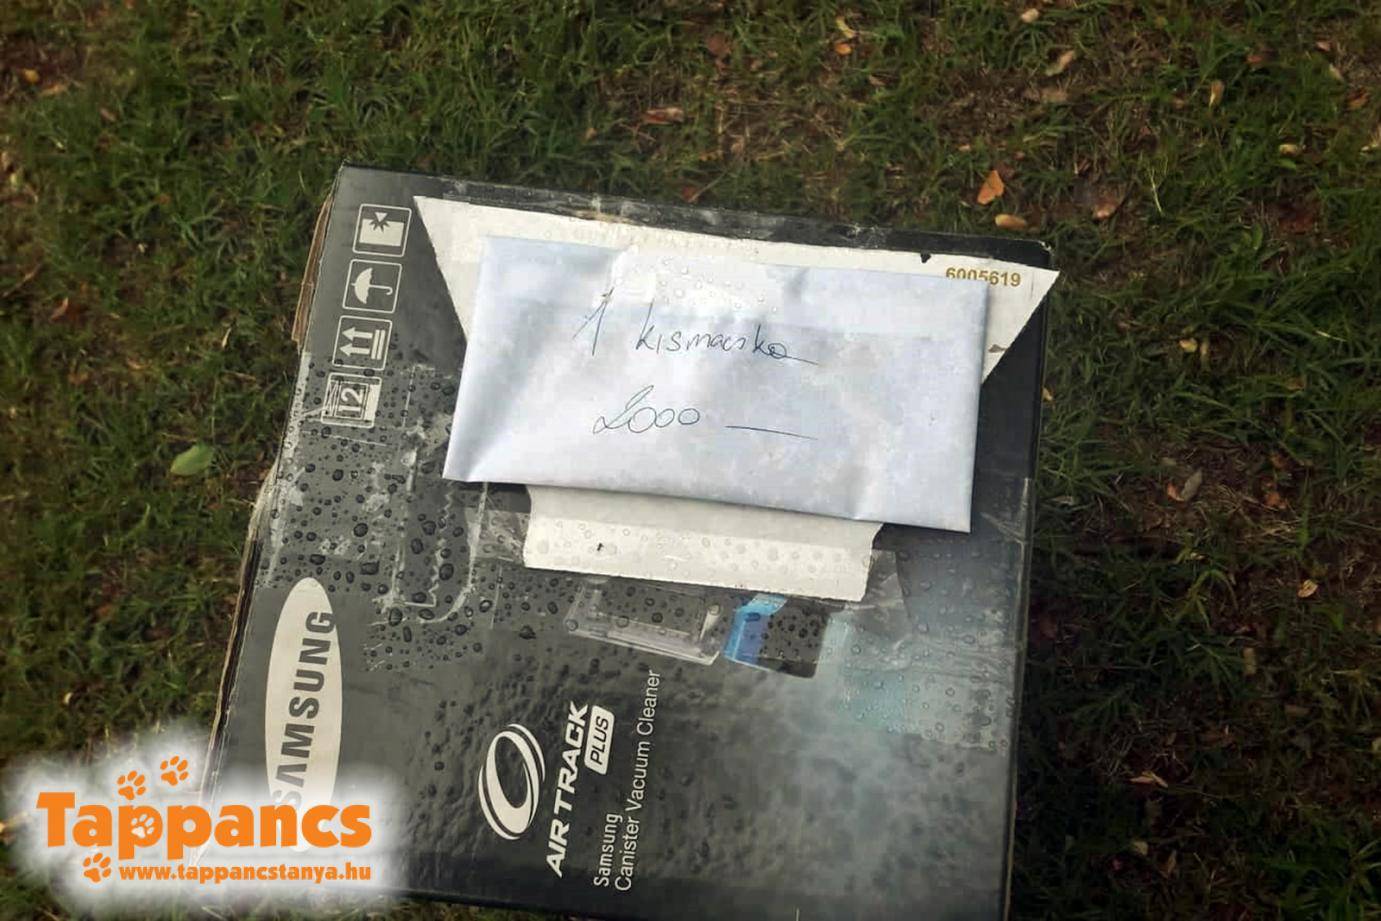 6005619
1 kismacska
2000
12
SAMSUNG
AIR TRACK
PLUS
Samsung
Canister Vacuum Cleaner
Tappancs
www.tappancstanya.hu